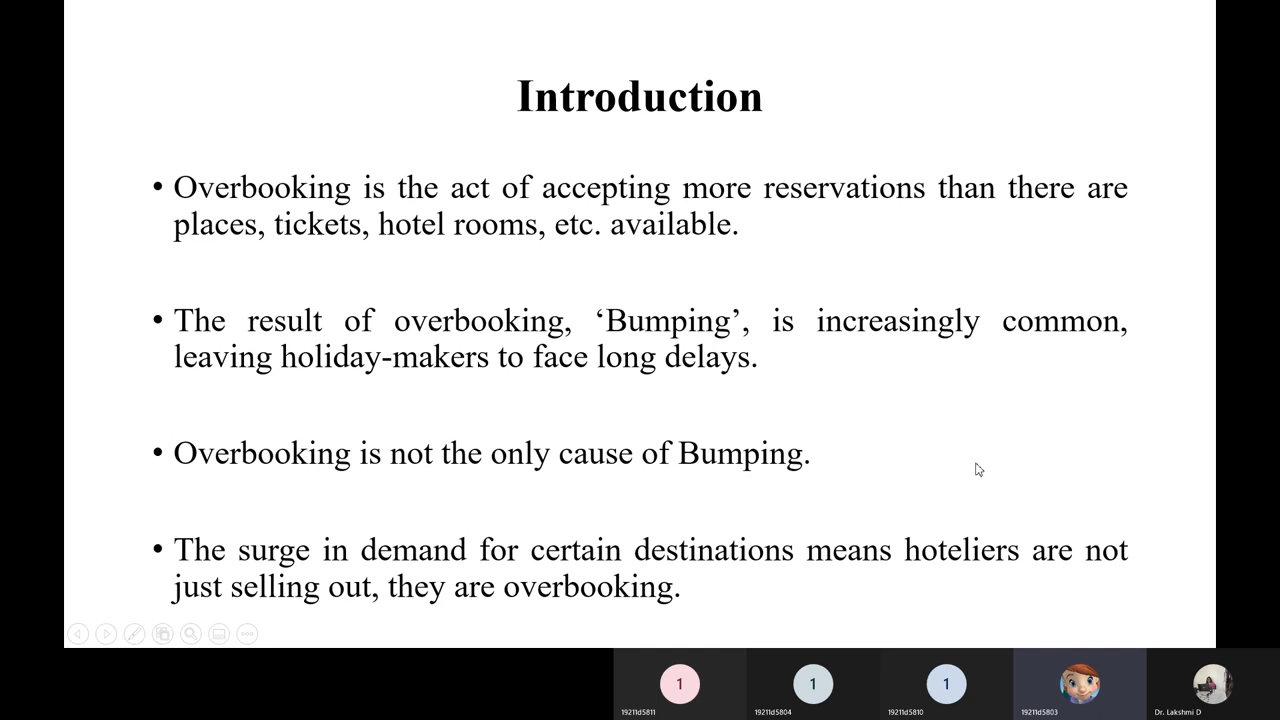 Introduction
• Overbooking is the act of accepting more reservations than there are
places, tickets, hotel rooms, etc. available.
• The result of overbooking, ‘Bumping’, is increasingly common,
leaving holiday-makers to face long delays.
• Overbooking is not the only cause of Bumping.
• The surge in demand for certain destinations means hoteliers are not
just selling out, they are overbooking.
1 1 1
19211d5811 19211d5804 19211d5810 19211d5803 Dr. Lakshmi D